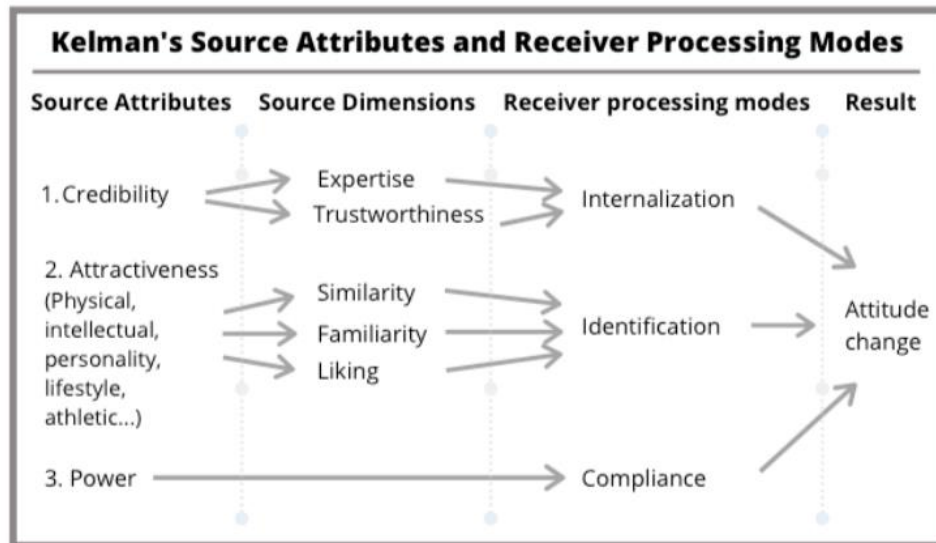 Kelman's Source Attributes and Receiver Processing Modes
Source Attributes
Source Dimensions
Receiver processing modes
Result
1. Credibility
Expertise
Trustworthiness
Internalization
2. Attractiveness
(Physical,
intellectual,
personality,
lifestyle,
athletic...)
Similarity
Familiarity
Liking
Identification
Attitude
change
3. Power
Compliance